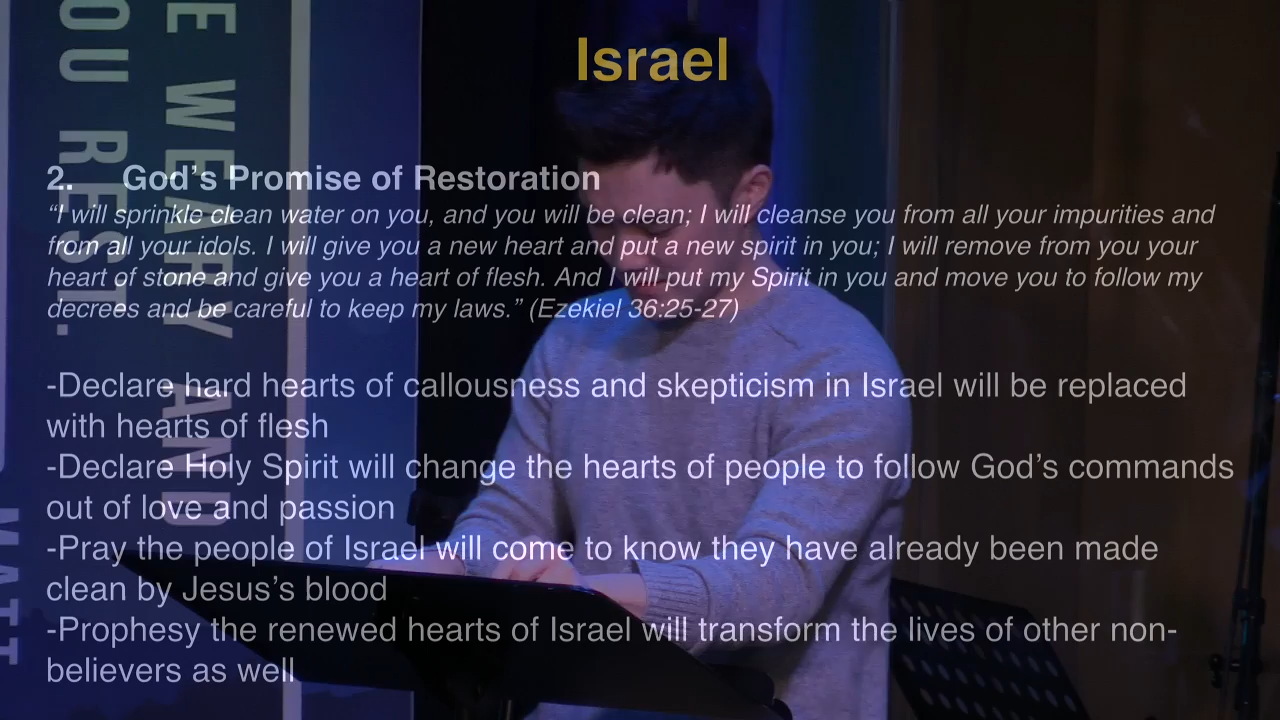 Israel
2. God’s Promise of Restoration
“I will sprinkle clean water on you, and you will be clean; I will cleanse you from all your impurities and
from all your idols. I will give you a new heart and put a new spirit in you; I will remove from you your
heart of stone and give you a heart of flesh. And I will put my Spirit in you and move you to follow my
decrees and be careful to keep my laws.” (Ezekiel 36:25-27)
-Declare hard hearts of callousness and skepticism in Israel will be replaced
with hearts of flesh
-Declare Holy Spirit will change the hearts of people to follow God’s commands
out of love and passion
-Pray the people of Israel will come to know they have already been made
clean by Jesus’s blood
-Prophesy the renewed hearts of Israel will transform the lives of other non-
believers as well
E WEARY AND
OU REST.
MATT